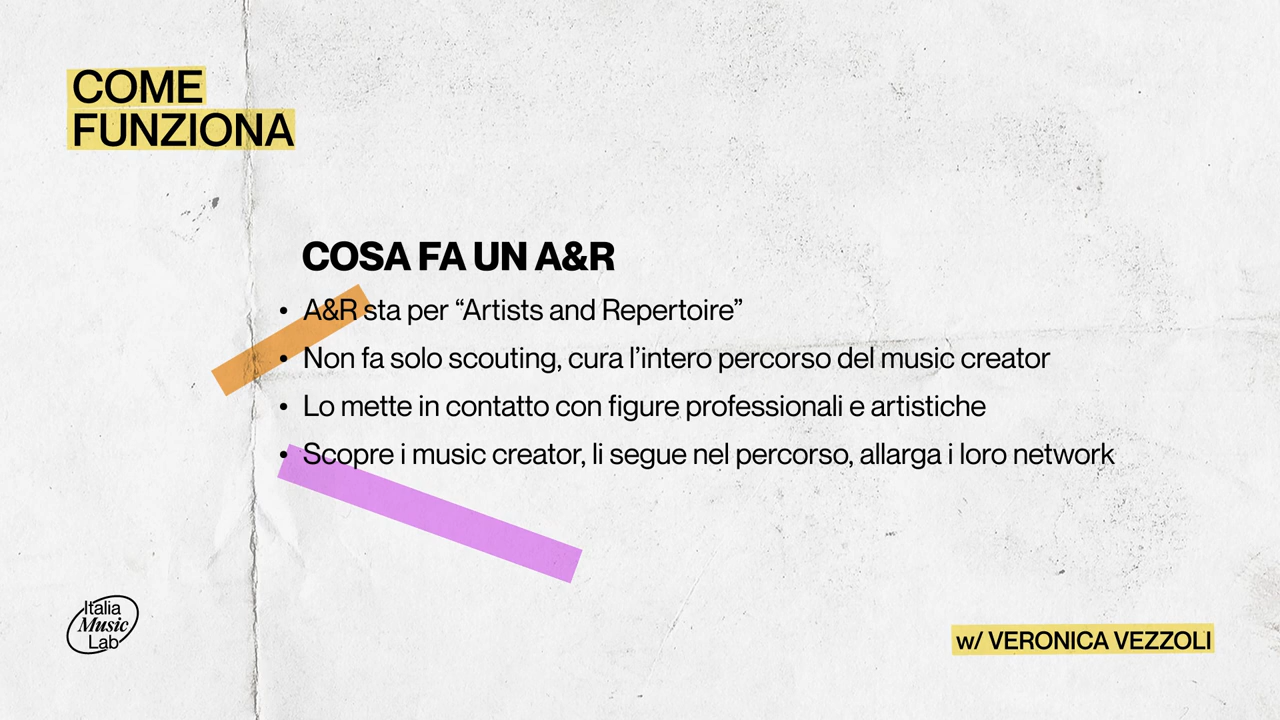 COME
FUNZIONA
COSA FA UN A&R
• A&R sta per “Artists and Repertoire”
• Non fa solo scouting, cura l’intero percorso del music creator
• Lo mette in contatto con figure professionali e artistiche
• Scopre i music creator, li segue nel percorso, allarga i loro network
Italia
Music
Lab
w/ VERONICA VEZZOLI